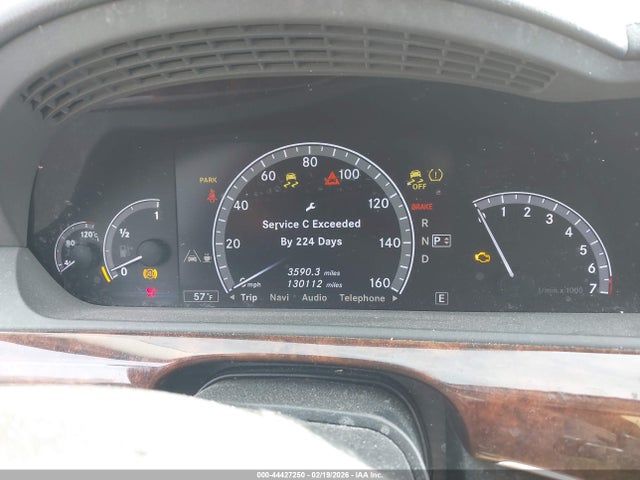 PARK
60 80 100
OFF
40 120
BRAKE
Service C Exceeded
By 224 Days
20 140
3590.3 miles
130112 miles
mph 160
Trip Navi Audio Telephone
57°F
120°C
80
1
1/2
0
R
N P
D
E
1 2 3 4 5 6 7
1/min x 1000
000-44427250 - 02/19/2026 - IAA Inc.